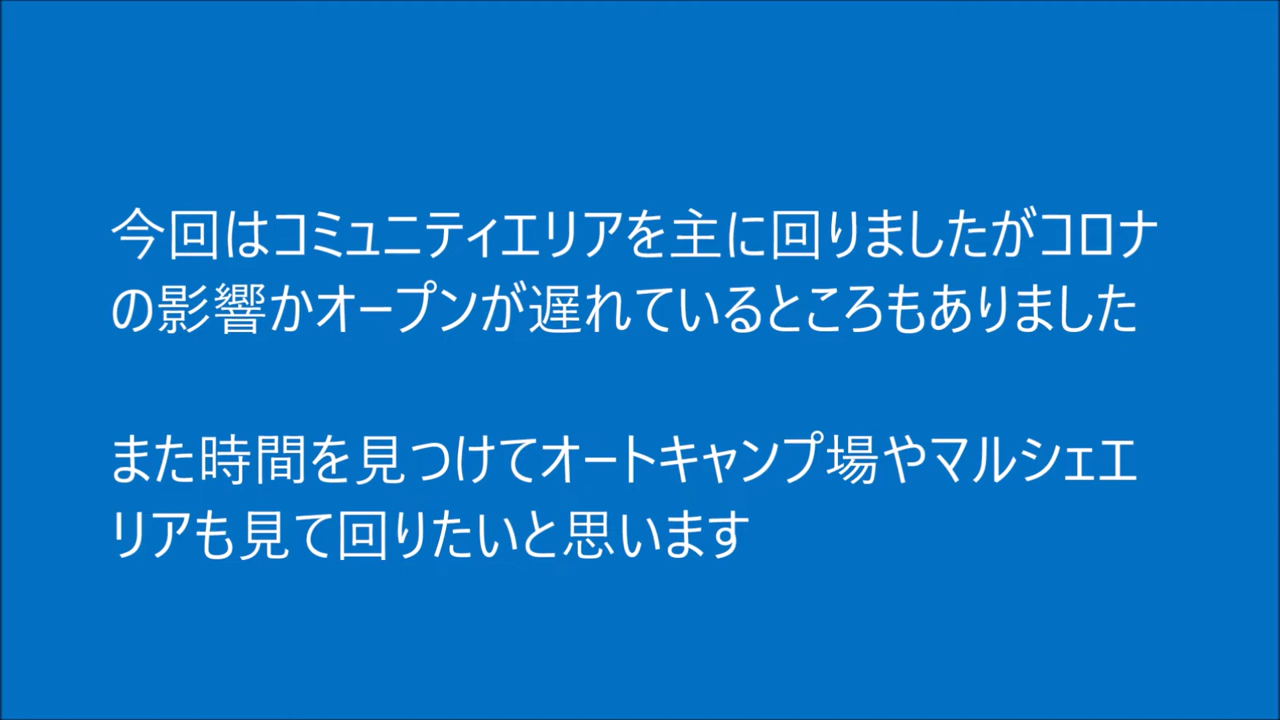 今回はコミュニティエリアを主に回りましたがコロナ
の影響かオープンが遅れているところもありました
また時間を見つけてオートキャンプ場やマルシェエ
リアも見て回りたいと思います